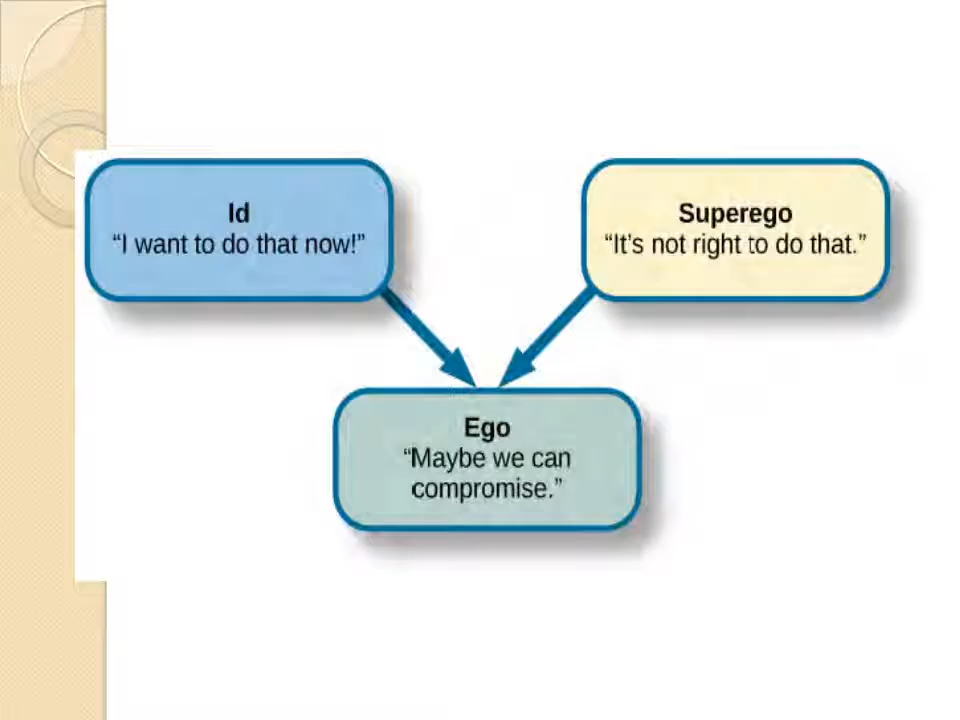 Id
“I want to do that now!”
Superego
“It’s not right to do that.”
Ego
“Maybe we can
compromise.”